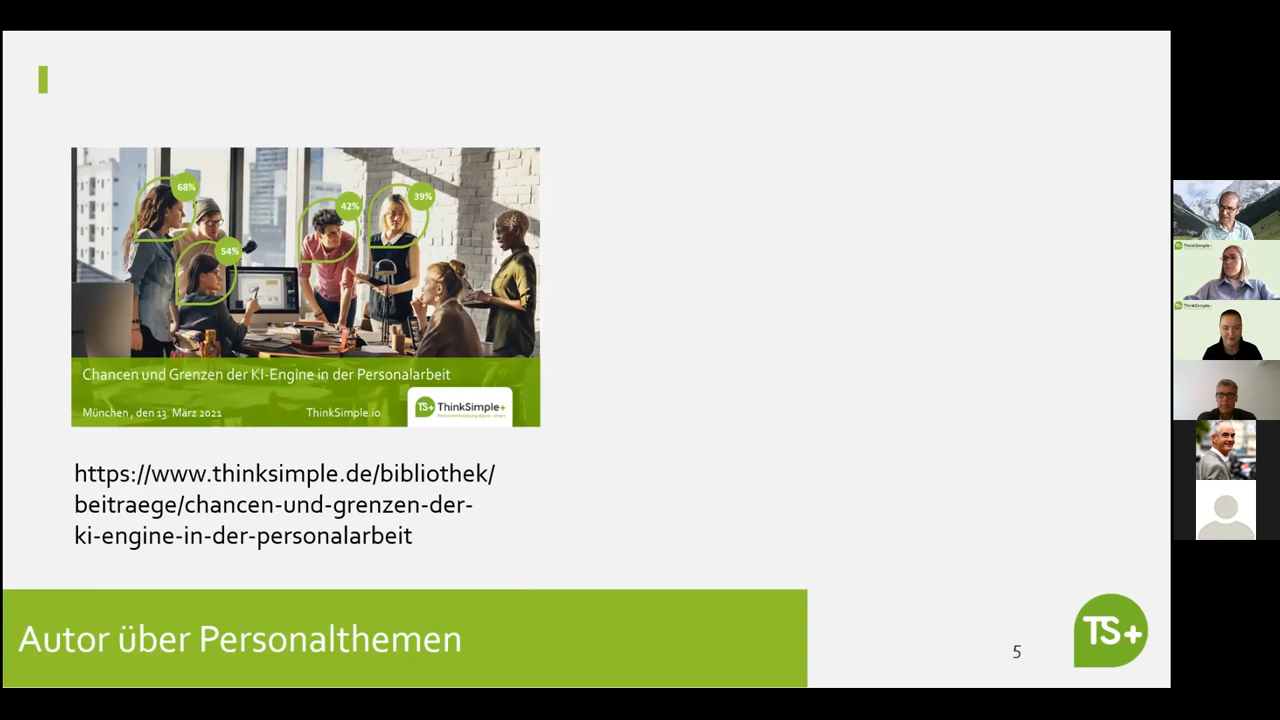 68%
54%
42%
39%
Chancen und Grenzen der KI-Engine in der Personalarbeit
München , den 13. März 2021
ThinkSimple.io
TS+ ThinkSimple+
https://www.thinksimple.de/bibliothek/
beitraege/chancen-und-grenzen-der-
ki-engine-in-der-personalarbeit
Autor über Personalthemen
5
TS+
ThinkSimple+
ThinkSimple+